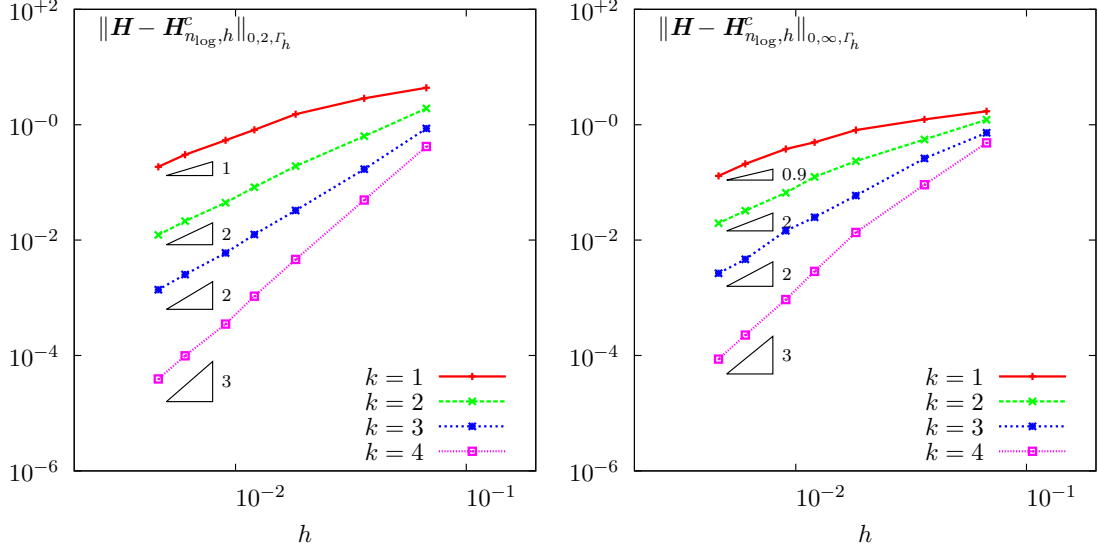 10⁺²
‖H − Hᶜ_{n_log,h}‖_{0,2,Γ_h}
10⁻⁰
10⁻²
10⁻⁴
10⁻⁶
1
2
2
3
k = 1
k = 2
k = 3
k = 4
10⁻²
10⁻¹
h
10⁺²
‖H − Hᶜ_{n_log,h}‖_{0,∞,Γ_h}
10⁻⁰
10⁻²
10⁻⁴
10⁻⁶
0.9
2
2
3
k = 1
k = 2
k = 3
k = 4
10⁻²
10⁻¹
h